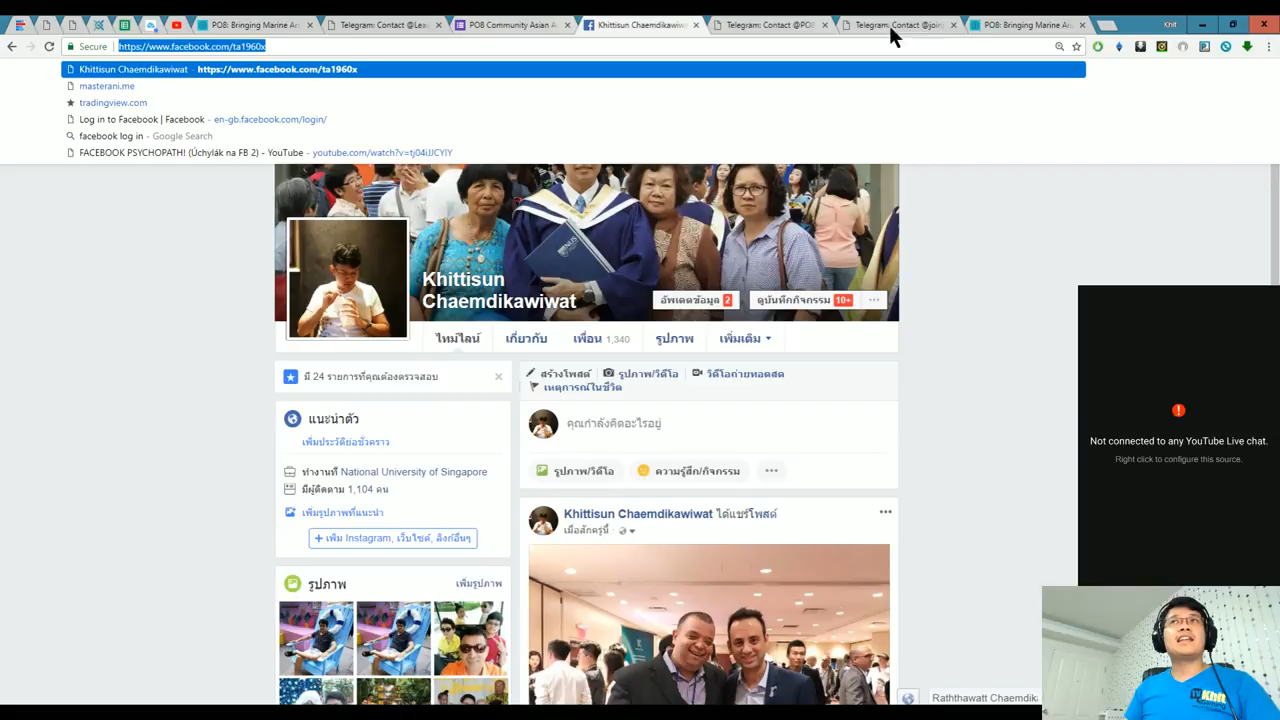 POB: Bringing Marine An
Telegram: Contact @Lea
POB Community Asian A
Khittisun Chaemdikawiwa
Telegram: Contact @POB
Telegram: Contact @join
POB: Bringing Marine An
Khit
Secure
https://www.facebook.com/ta1960x
Khittisun Chaemdikawiwat - https://www.facebook.com/ta1960x
masterani.me
tradingview.com
Log in to Facebook | Facebook - en-gb.facebook.com/login/
facebook log in - Google Search
FACEBOOK PSYCHOPATH! (Úchylák na FB 2) - YouTube - youtube.com/watch?v=tj04iJJCYlY
NUS
Khittisun
Chaemdikawiwat
อัพเดตข้อมูล 2
ดูบันทึกกิจกรรม 10+
ไทม์ไลน์
เกี่ยวกับ
เพื่อน 1,340
รูปภาพ
เพิ่มเติม
มี 24 รายการที่คุณต้องตรวจสอบ
แนะนำตัว
เพิ่มประวัติย่อชั่วคราว
ทำงานที่ National University of Singapore
มีผู้ติดตาม 1,104 คน
เพิ่มรูปภาพที่แนะนำ
+ เพิ่ม Instagram, เว็บไซต์, ลิงก์อื่นๆ
รูปภาพ
เพิ่มรูปภาพ
สร้างโพสต์
รูปภาพ/วิดีโอ
วิดีโอถ่ายทอดสด
เหตุการณ์ในชีวิต
คุณกำลังคิดอะไรอยู่
รูปภาพ/วิดีโอ
ความรู้สึก/กิจกรรม
Khittisun Chaemdikawiwat ได้แชร์โพสต์
เมื่อสักครู่นี้
Not connected to any YouTube Live chat.
Right click to configure this source.
Raththawatt Chaemdika
Khit